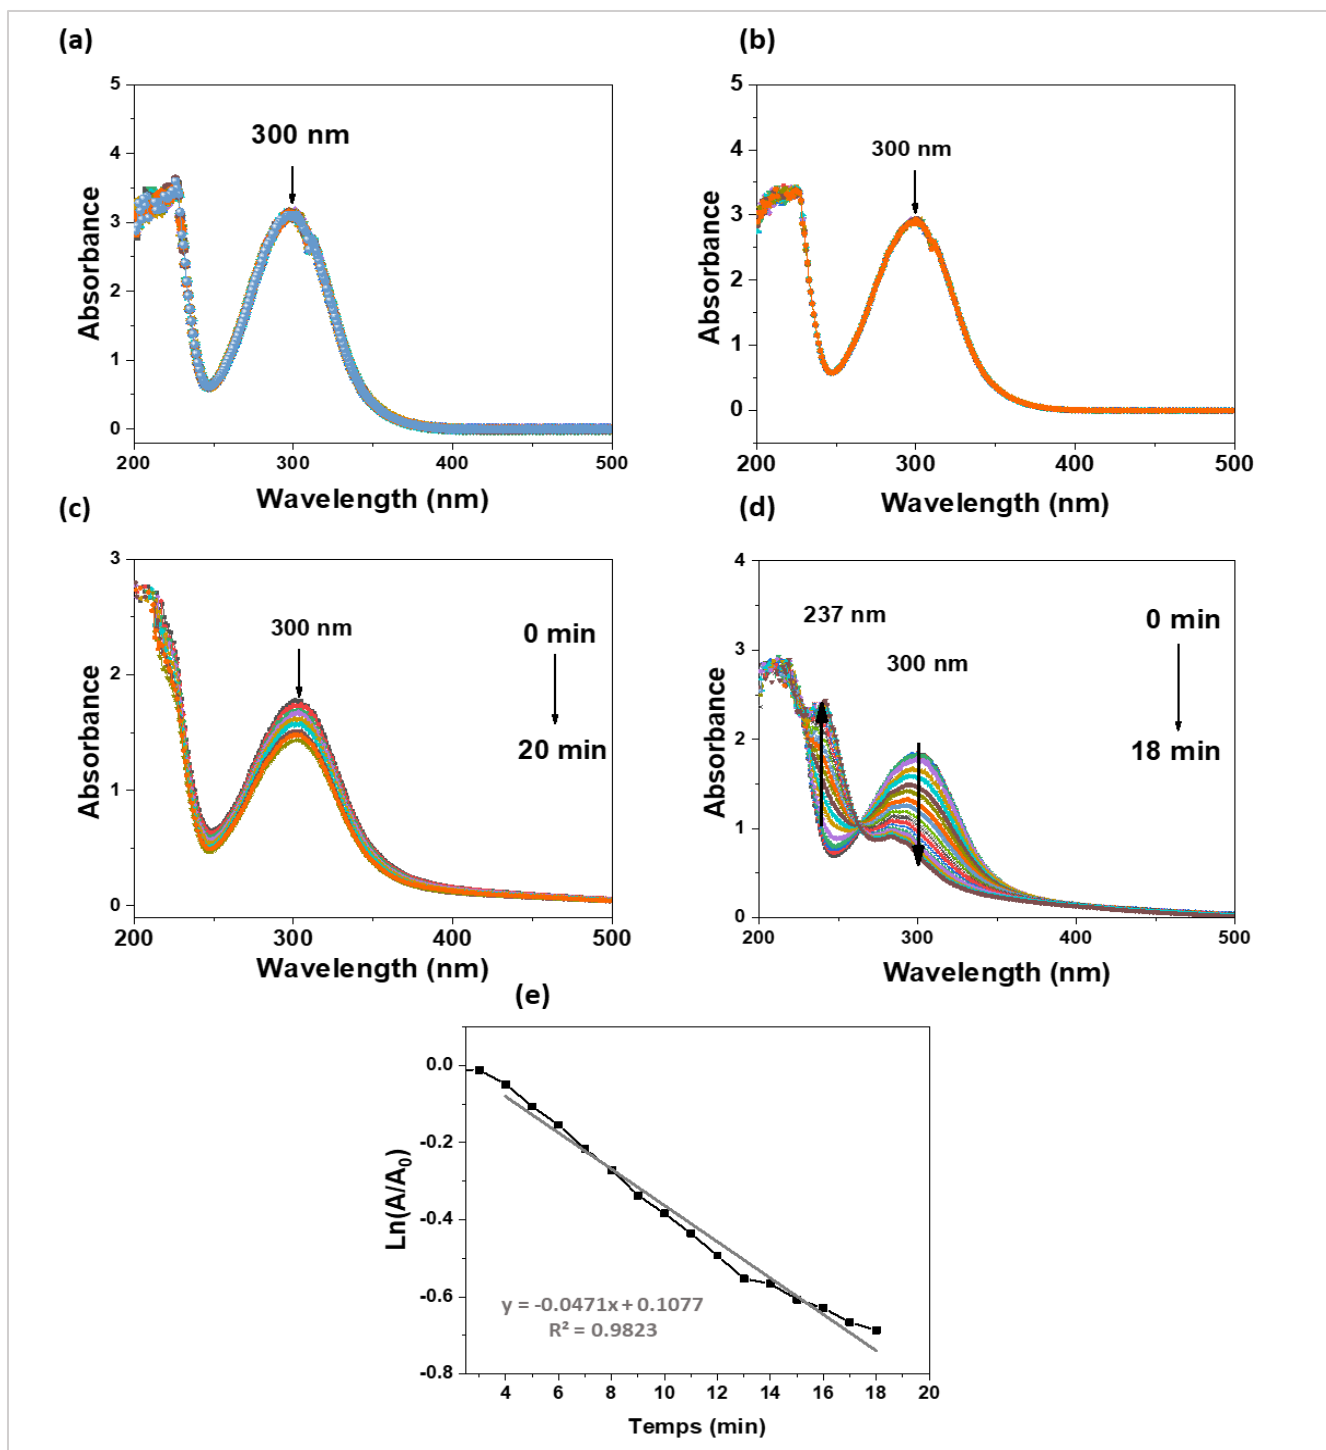 (a)
5
4
3
2
1
0
200
300
400
500
300 nm
Absorbance
Wavelength (nm)
(b)
5
4
3
2
1
0
200
300
400
500
300 nm
Absorbance
Wavelength (nm)
(c)
3
2
1
0
200
300
400
500
300 nm
0 min
20 min
Absorbance
Wavelength (nm)
(d)
4
3
2
1
0
200
300
400
500
237 nm
300 nm
0 min
18 min
Absorbance
Wavelength (nm)
(e)
0.0
-0.2
-0.4
-0.6
-0.8
4
6
8
10
12
14
16
18
20
Ln(A/A₀)
y = -0.0471x + 0.1077
R² = 0.9823
Temps (min)